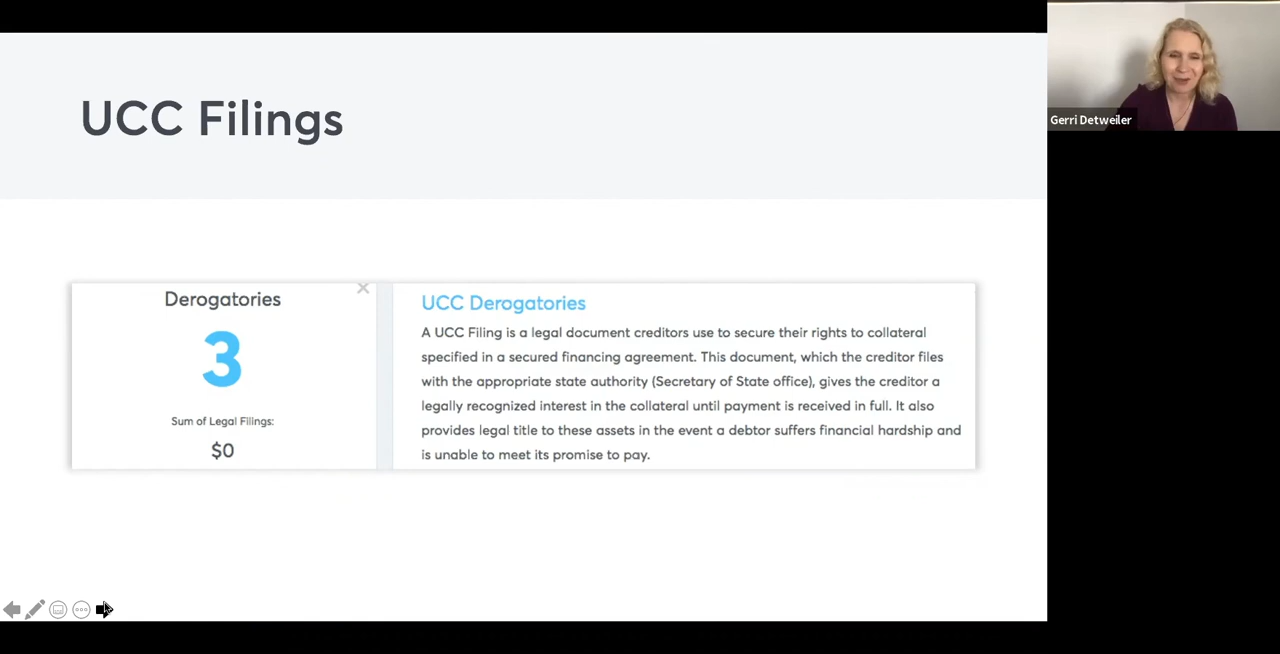 UCC Filings
Gerri Detweiler
Derogatories
3
Sum of Legal Filings:
$0
UCC Derogatories
A UCC Filing is a legal document creditors use to secure their rights to collateral
specified in a secured financing agreement. This document, which the creditor files
with the appropriate state authority (Secretary of State office), gives the creditor a
legally recognized interest in the collateral until payment is received in full. It also
provides legal title to these assets in the event a debtor suffers financial hardship and
is unable to meet its promise to pay.